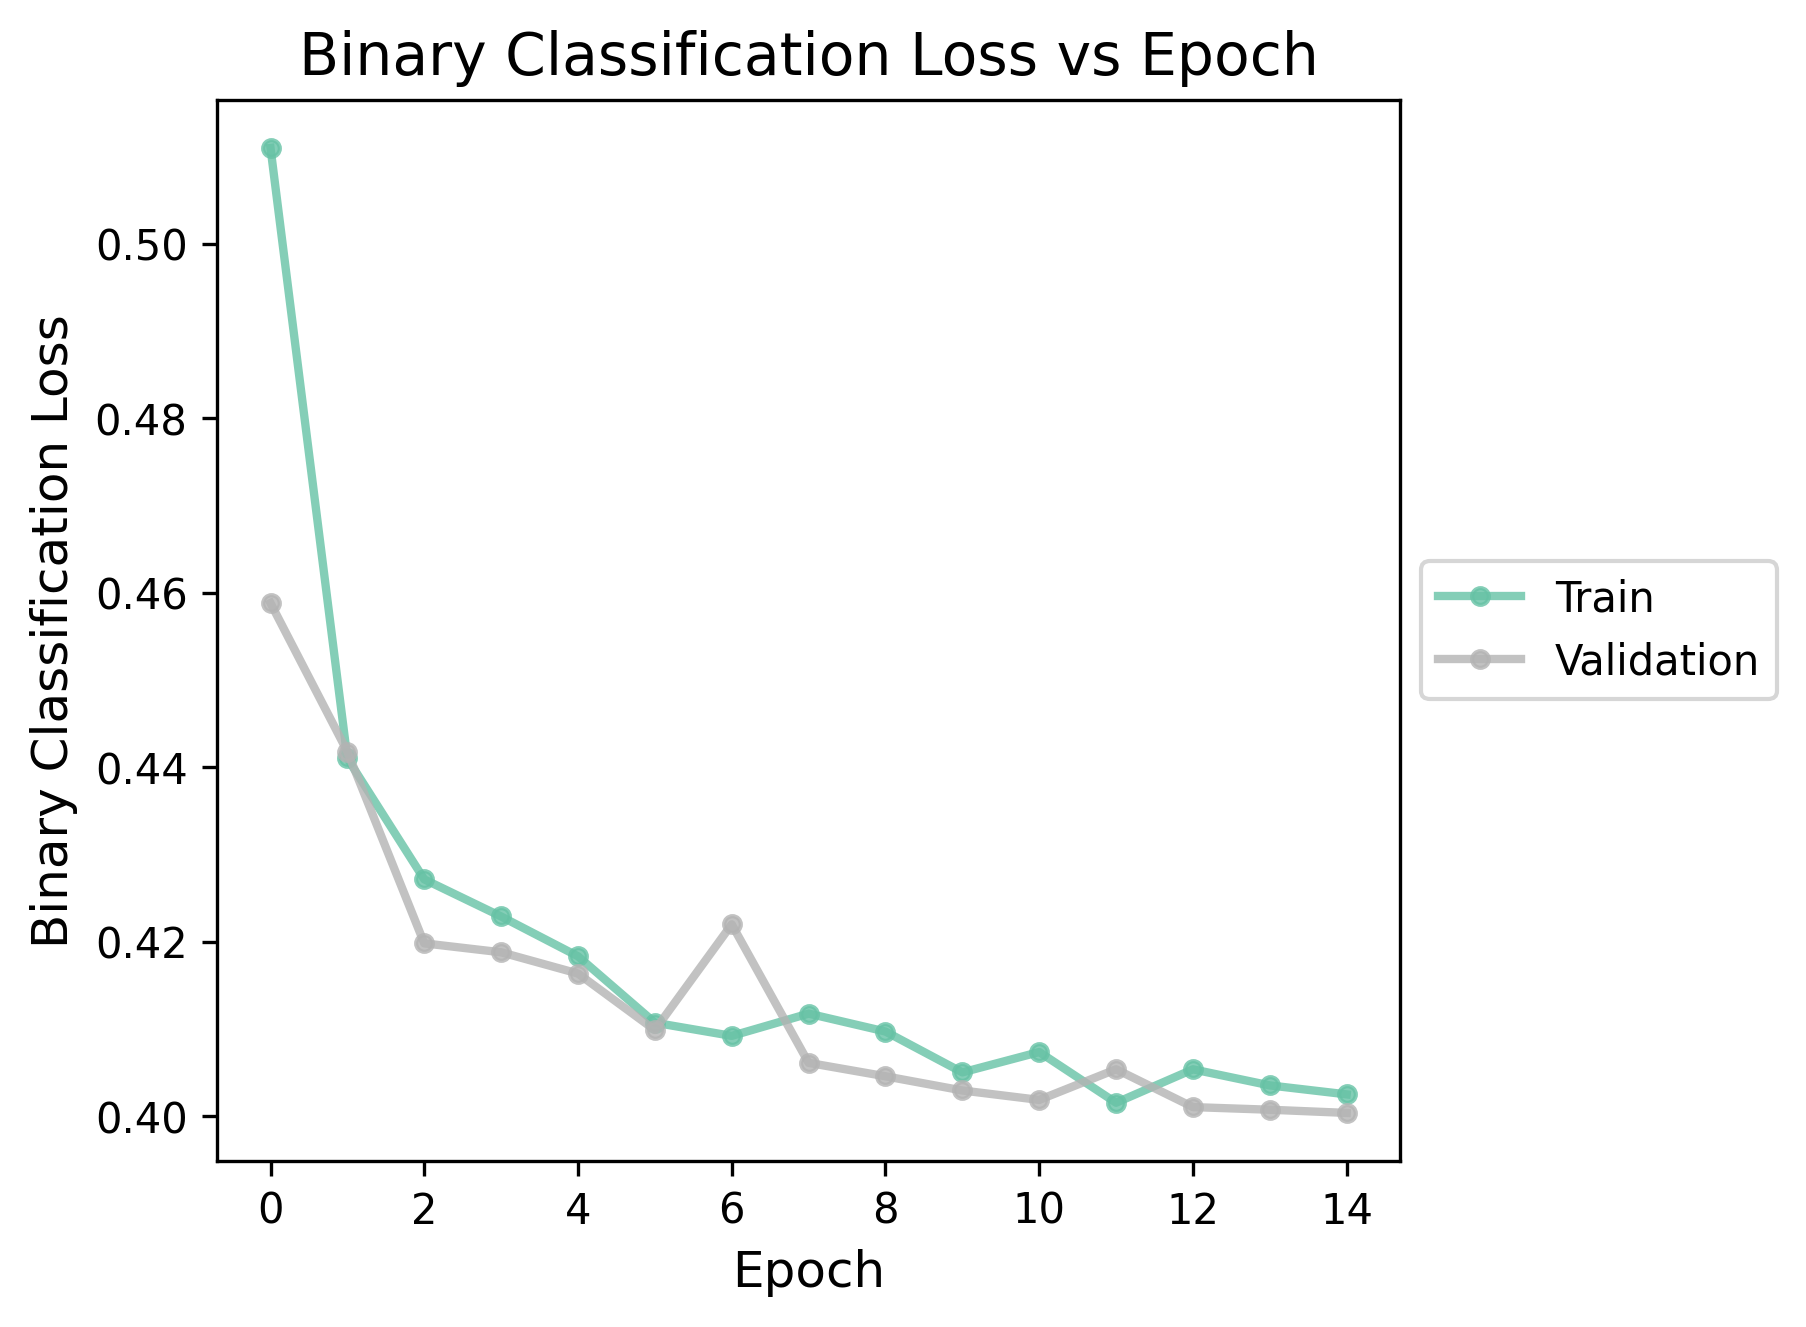 Binary Classification Loss vs Epoch
Binary Classification Loss
0.50
0.48
0.46
0.44
0.42
0.40
0 2 4 6 8 10 12 14
Epoch
Train
Validation